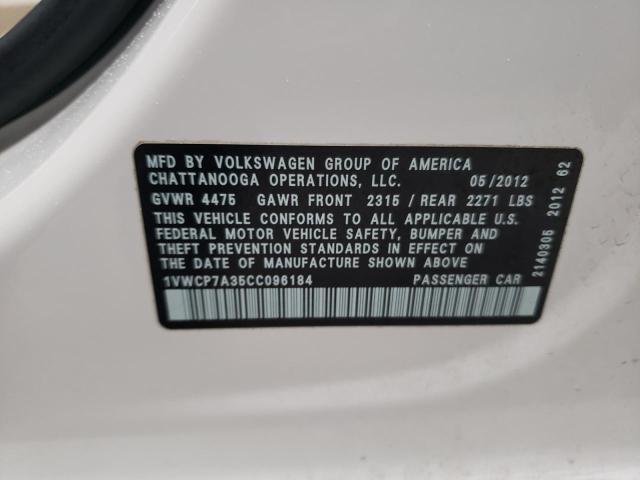 MFD BY VOLKSWAGEN GROUP OF AMERICA
CHATTANOOGA OPERATIONS, LLC. 05/2012
GVWR 4475 GAWR FRONT 2315 / REAR 2271 LBS
THIS VEHICLE CONFORMS TO ALL APPLICABLE U.S.
FEDERAL MOTOR VEHICLE SAFETY, BUMPER AND
THEFT PREVENTION STANDARDS IN EFFECT ON
THE DATE OF MANUFACTURE SHOWN ABOVE
1VWCP7A35CC096184 PASSENGER CAR
2140305 2012 62